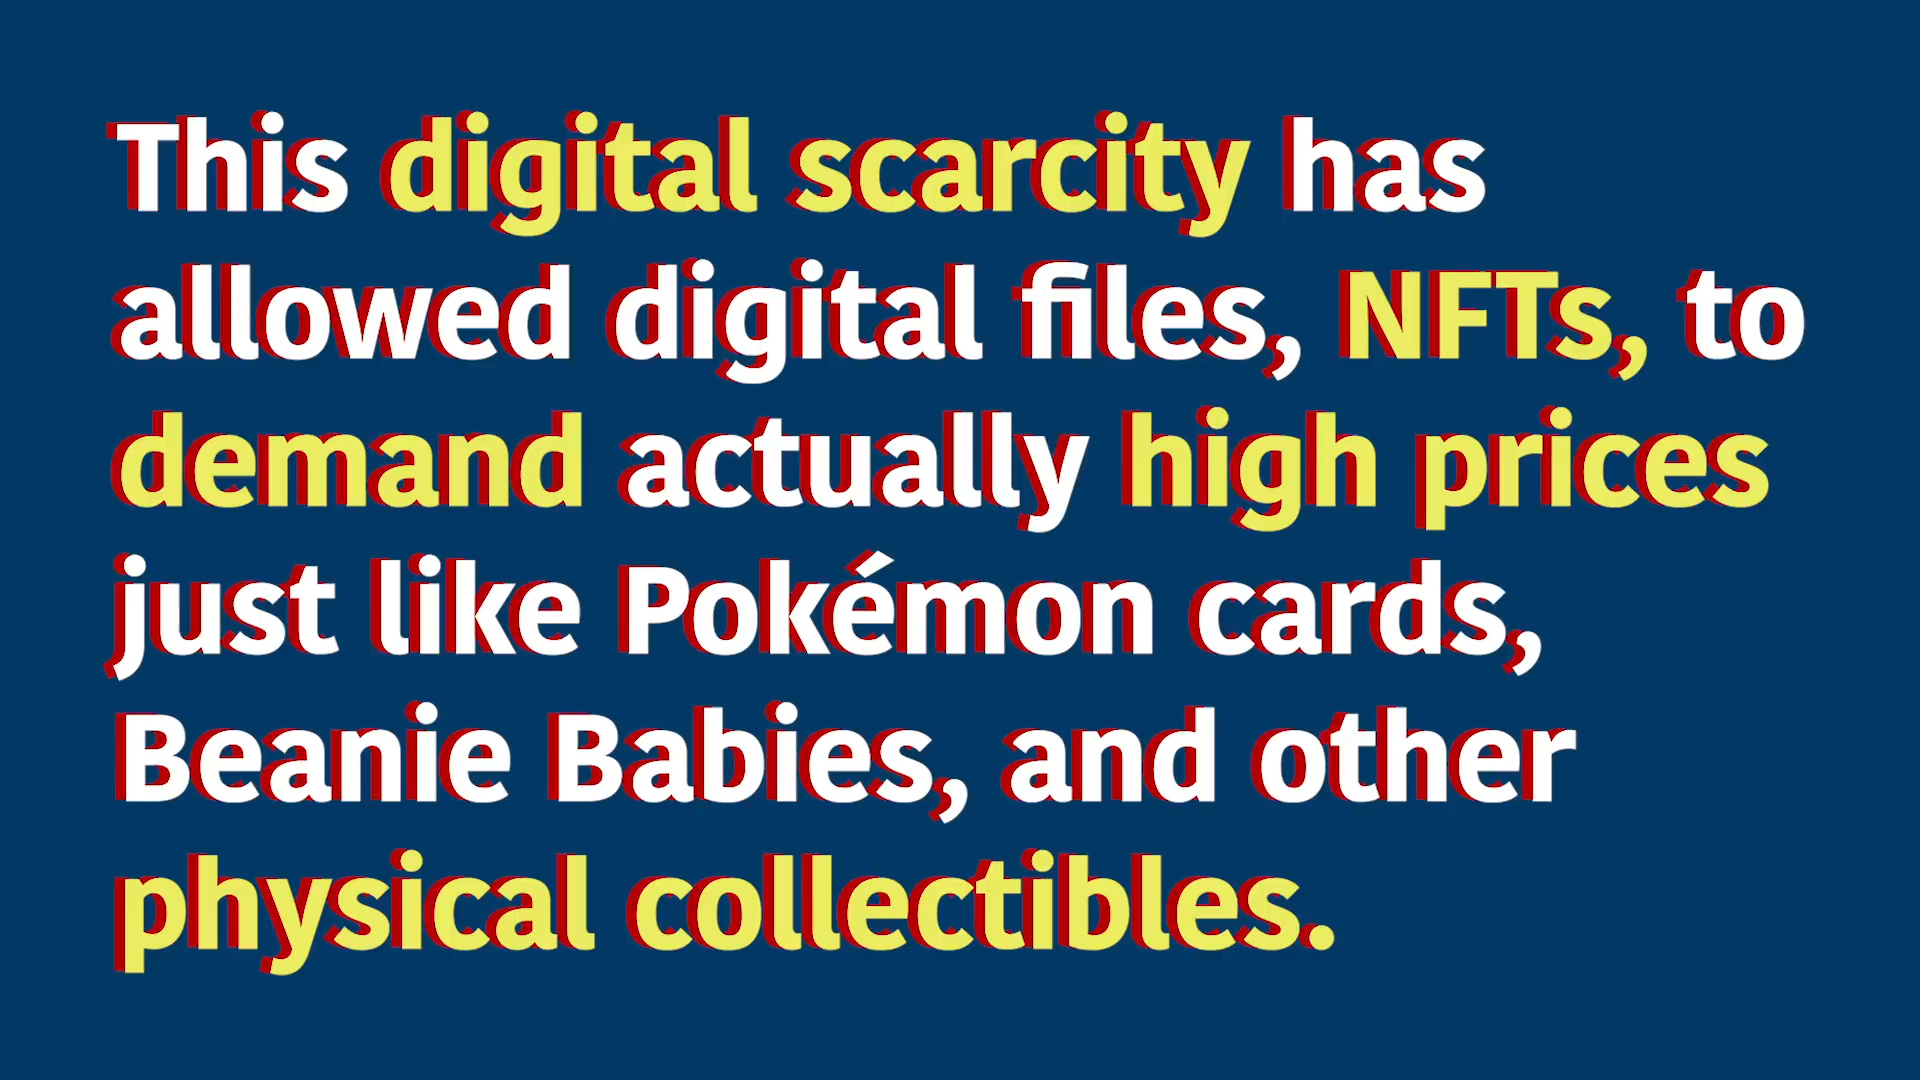 This digital scarcity has
allowed digital files, NFTs, to
demand actually high prices
just like Pokémon cards,
Beanie Babies, and other
physical collectibles.